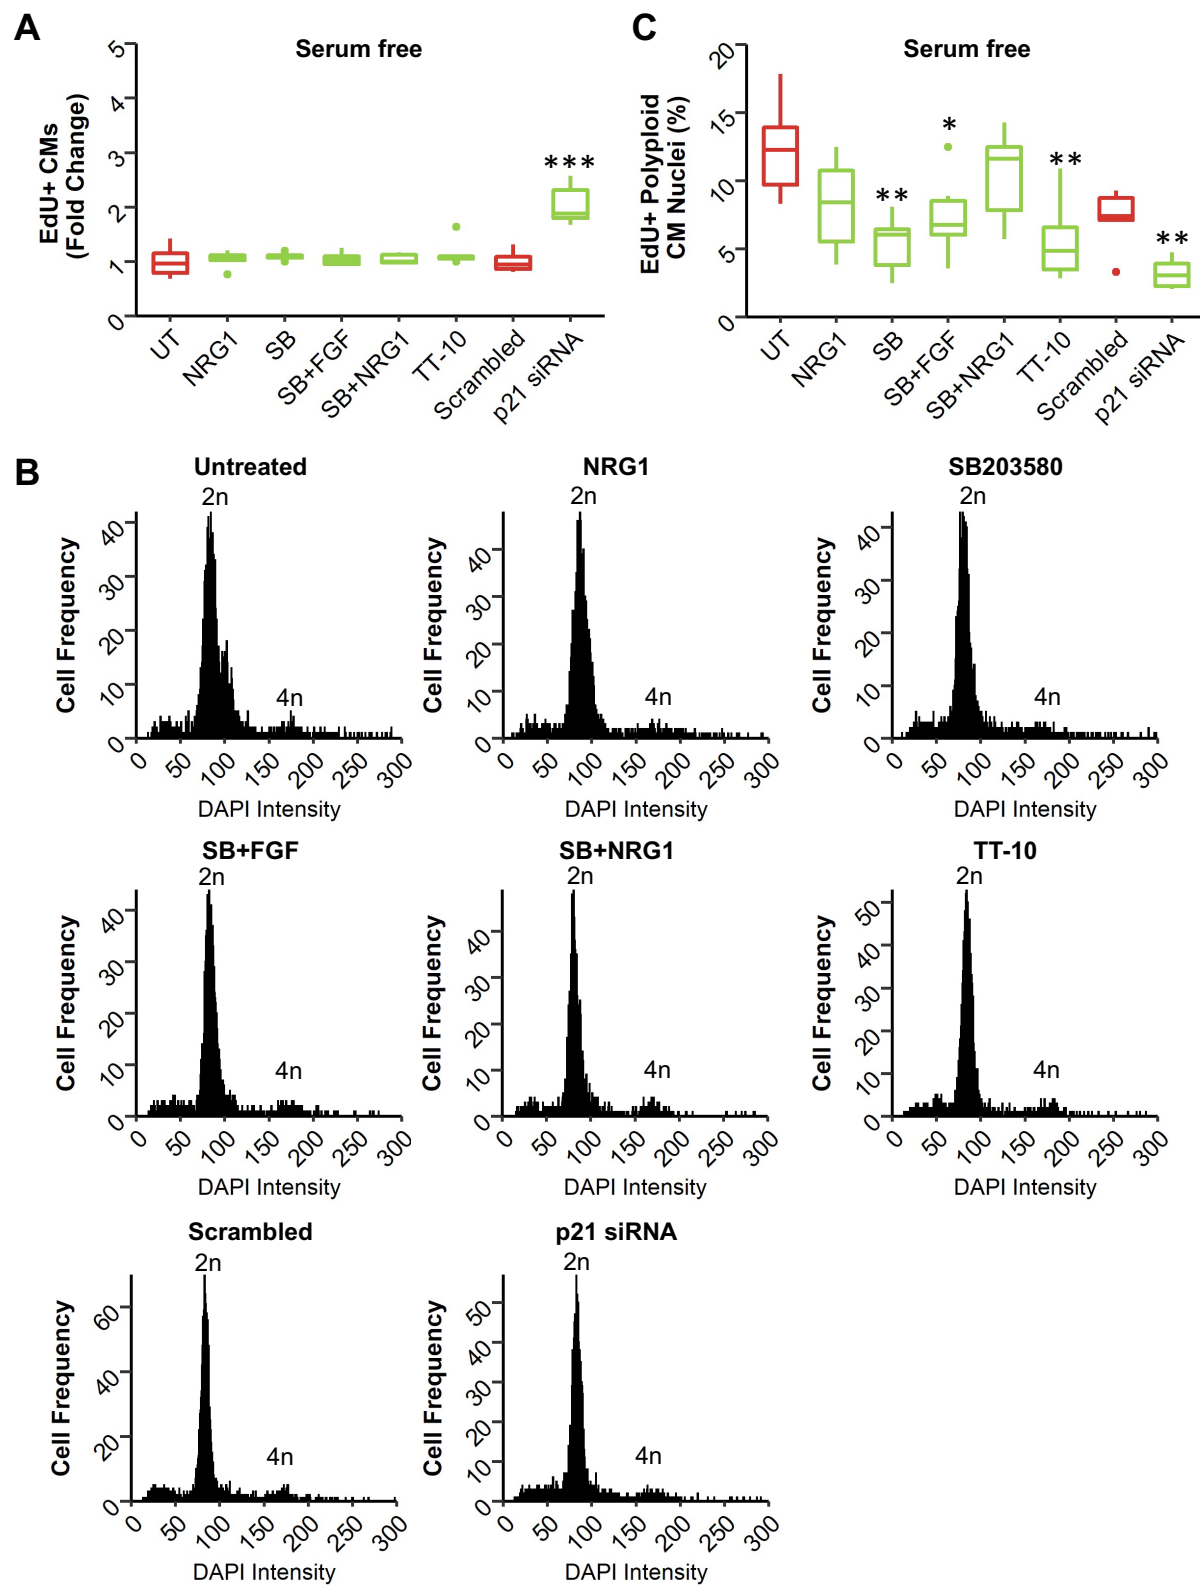 A
Serum free
EdU+ CMs
(Fold Change)
5
4
3
2
1
0
***
UT
NRG1
SB
SB+FGF
SB+NRG1
TT-10
Scrambled
p21 siRNA
C
Serum free
EdU+ Polyploid
CM Nuclei (%)
20
15
10
5
0
**
*
**
**
UT
NRG1
SB
SB+FGF
SB+NRG1
TT-10
Scrambled
p21 siRNA
B
Untreated
2n
4n
Cell Frequency
40
30
20
10
0
0 50 100 150 200 250 300
DAPI Intensity
NRG1
2n
4n
Cell Frequency
40
30
20
10
0
0 50 100 150 200 250 300
DAPI Intensity
SB203580
2n
4n
Cell Frequency
40
30
20
10
0
0 50 100 150 200 250 300
DAPI Intensity
SB+FGF
2n
4n
Cell Frequency
40
30
20
10
0
0 50 100 150 200 250 300
DAPI Intensity
SB+NRG1
2n
4n
Cell Frequency
40
30
20
10
0
0 50 100 150 200 250 300
DAPI Intensity
TT-10
2n
4n
Cell Frequency
50
40
30
20
10
0
0 50 100 150 200 250 300
DAPI Intensity
Scrambled
2n
4n
Cell Frequency
60
40
20
0
0 50 100 150 200 250 300
DAPI Intensity
p21 siRNA
2n
4n
Cell Frequency
50
40
30
20
10
0
0 50 100 150 200 250 300
DAPI Intensity